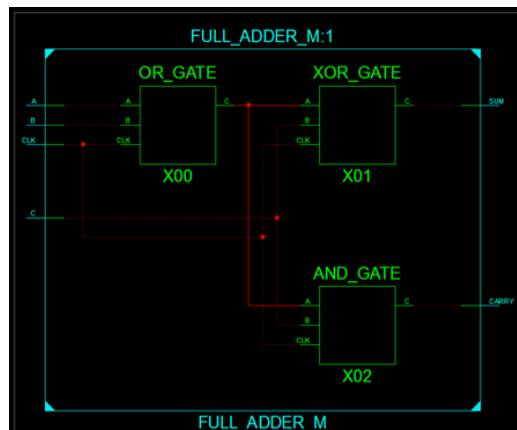 FULL_ADDER_M:1
OR_GATE XOR_GATE
A A C A C SUM
B B B
CLK CLK CLK
X00 X01
C
AND_GATE
A C CARRY
B
CLK
X02
FULL_ADDER_M